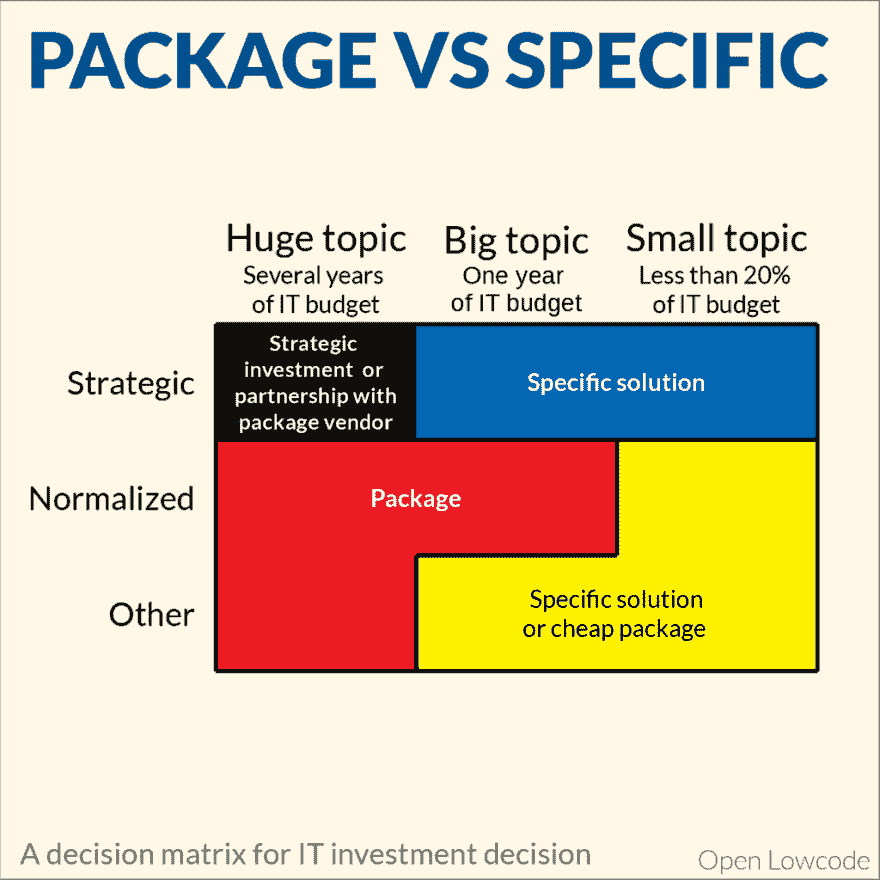 PACKAGE VS SPECIFIC
Huge topic
Several years
of IT budget
Big topic
One year
of IT budget
Small topic
Less than 20%
of IT budget
Strategic
Strategic
investment or
partnership with
package vendor
Specific solution
Normalized
Package
Other
Specific solution
or cheap package
A decision matrix for IT investment decision
Open Lowcode